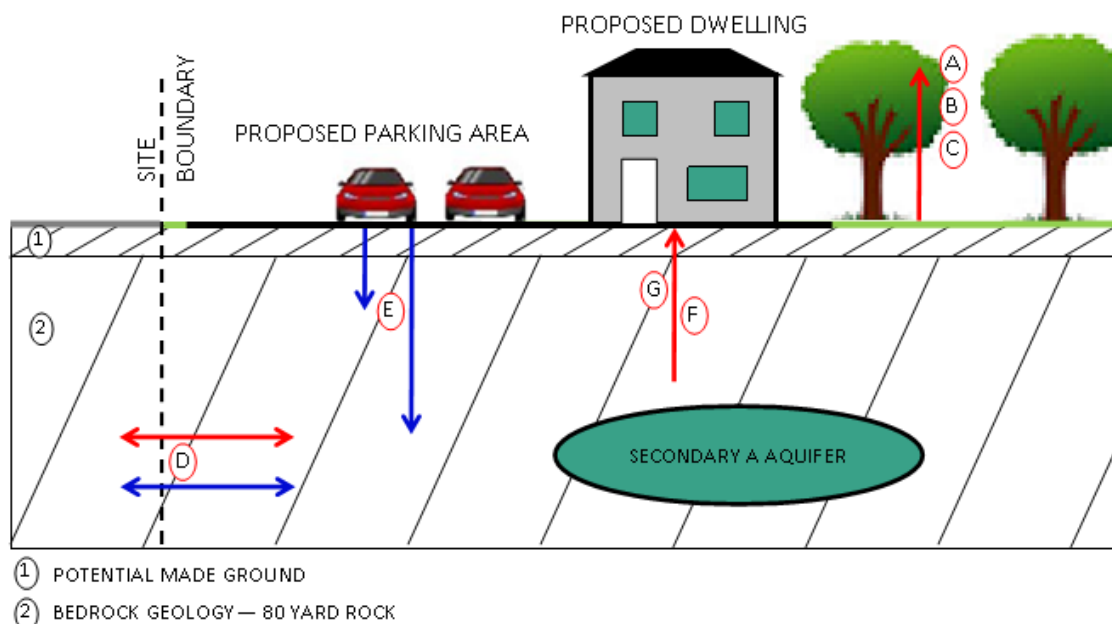 PROPOSED DWELLING
SITE
BOUNDARY
PROPOSED PARKING AREA
A
B
C
1
G
E
F
2
D
SECONDARY A AQUIFER
1 POTENTIAL MADE GROUND
2 BEDROCK GEOLOGY — 80 YARD ROCK